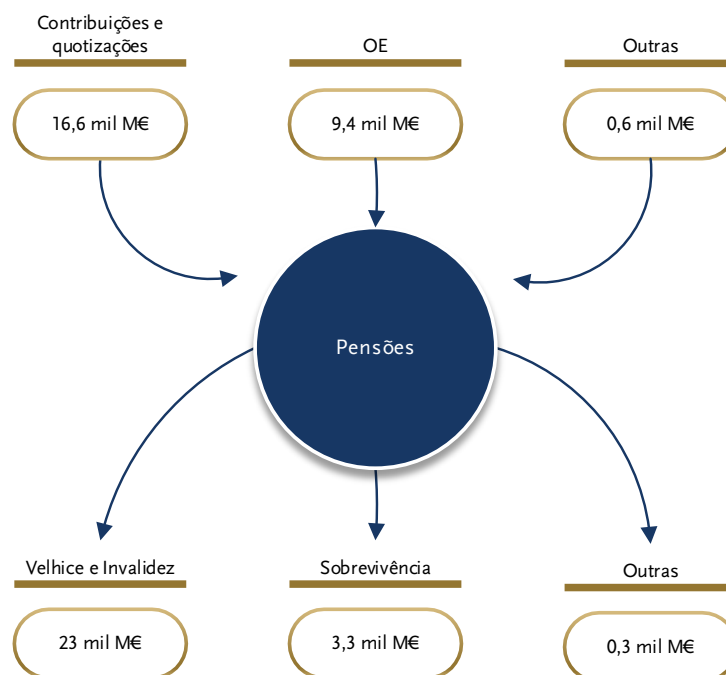 Contribuições e
quotizações
OE
Outras
16,6 mil M€
9,4 mil M€
0,6 mil M€
Pensões
Velhice e Invalidez
Sobrevivência
Outras
23 mil M€
3,3 mil M€
0,3 mil M€